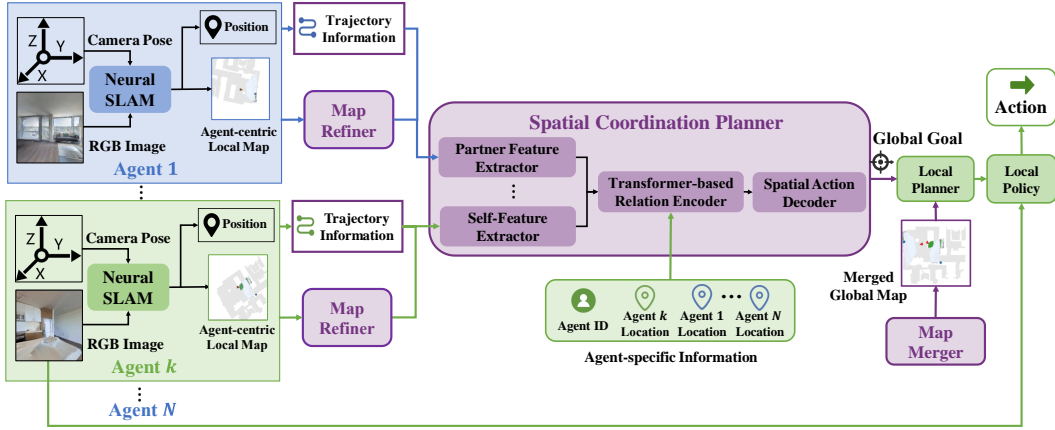 Z
Y
X
Camera Pose
Neural
SLAM
RGB Image
Position
Agent-centric
Local Map
Agent 1
Trajectory
Information
Map
Refiner
Agent k
Z
Y
X
Camera Pose
Neural
SLAM
RGB Image
Position
Agent-centric
Local Map
Trajectory
Information
Map
Refiner
Agent N
Spatial Coordination Planner
Partner Feature
Extractor
Self-Feature
Extractor
Transformer-based
Relation Encoder
Spatial Action
Decoder
Agent ID
Agent k
Location
Agent 1
Location
Agent N
Location
Agent-specific Information
Global Goal
Local
Planner
Local
Policy
Action
Merged
Global Map
Map
Merger